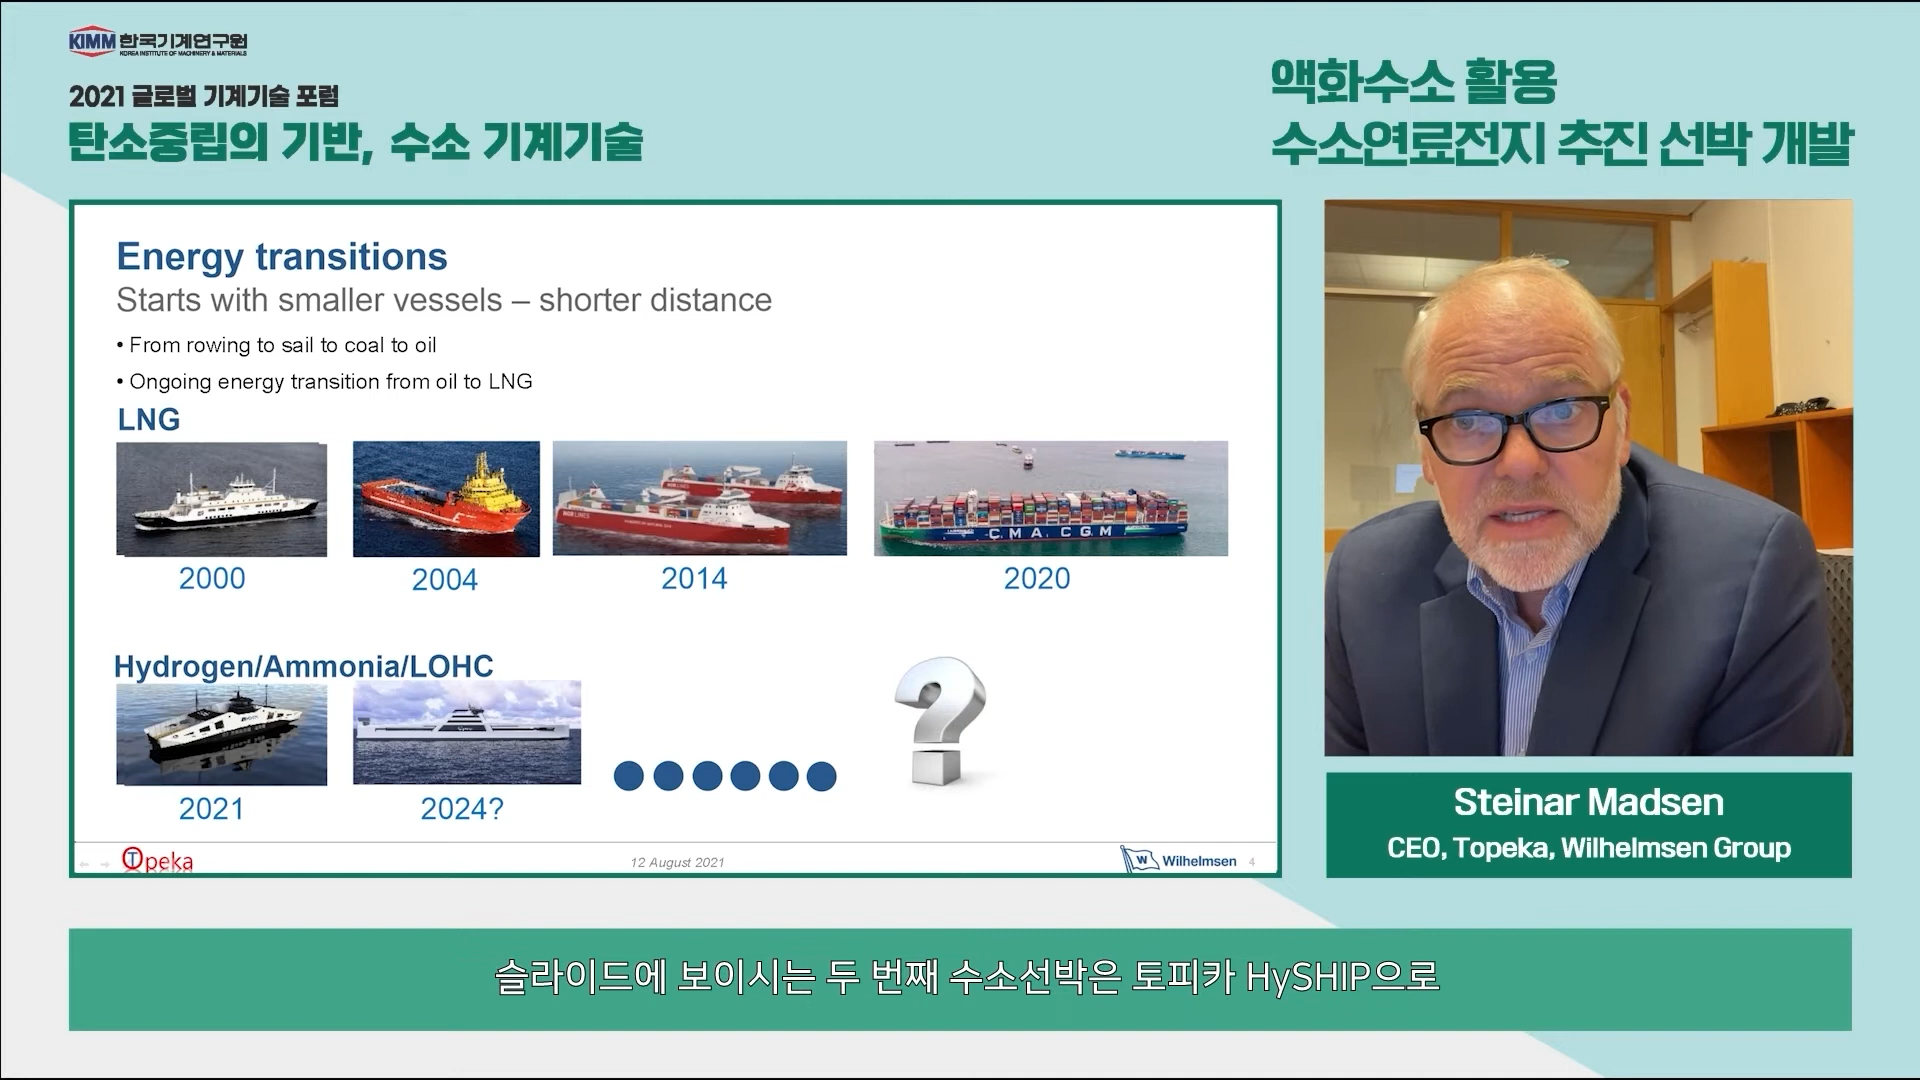 KIMM 한국기계연구원
KOREA INSTITUTE OF MACHINERY & MATERIALS
2021 글로벌 기계기술 포럼
탄소중립의 기반, 수소 기계기술
액화수소 활용
수소연료전지 추진 선박 개발
Energy transitions
Starts with smaller vessels – shorter distance
• From rowing to sail to coal to oil
• Ongoing energy transition from oil to LNG
LNG
NOR LINES
CMA CGM
2000
2004
2014
2020
Hydrogen/Ammonia/LOHC
2021
2024?
Topeka
12 August 2021
W Wilhelmsen
4
Steinar Madsen
CEO, Topeka, Wilhelmsen Group
슬라이드에 보이시는 두 번째 수소선박은 토피카 HySHIP으로